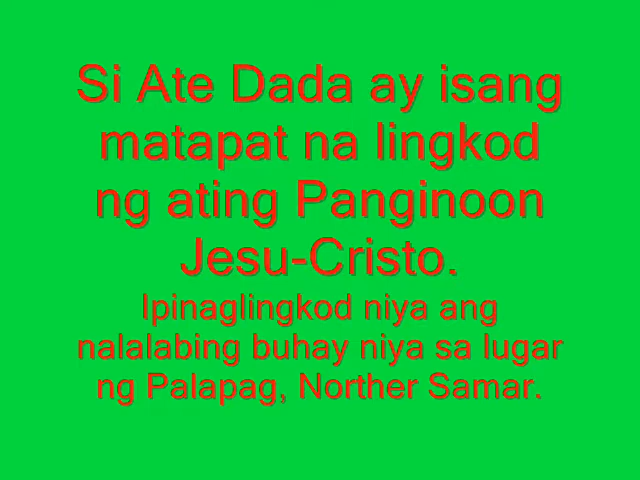 Si Ate Dada ay isang
matapat na lingkod
ng ating Panginoon
Jesu-Cristo.
Ipinaglingkod niya ang
nalalabing buhay niya sa lugar
ng Palapag, Norther Samar.